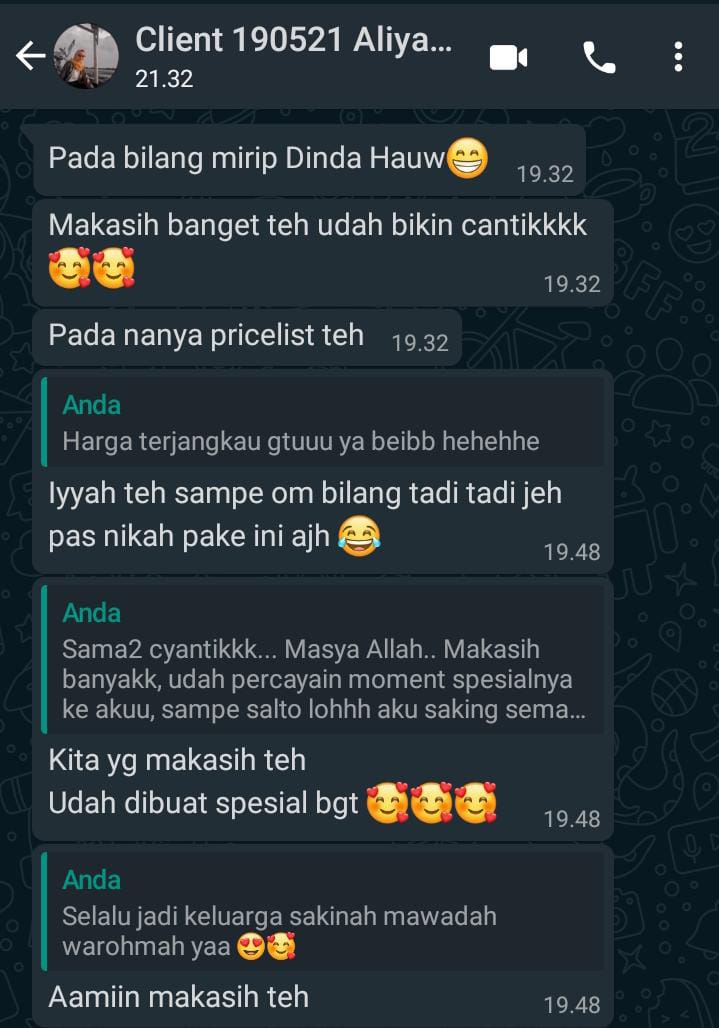 Client 190521 Aliya...
21.32
Pada bilang mirip Dinda Hauw😁
19.32
Makasih banget teh udah bikin cantikkkk
🥰🥰
19.32
Pada nanya pricelist teh
19.32
Anda
Harga terjangkau gtuuu ya beibb hehehhe
Iyyah teh sampe om bilang tadi tadi jeh
pas nikah pake ini ajh 😂
19.48
Anda
Sama2 cyantikkk... Masya Allah.. Makasih
banyakk, udah percayain moment spesialnya
ke akuu, sampe salto lohhh aku saking sema...
Kita yg makasih teh
Udah dibuat spesial bgt 🥰🥰🥰
19.48
Anda
Selalu jadi keluarga sakinah mawadah
warohmah yaa 😍🥰
Aamiin makasih teh
19.48